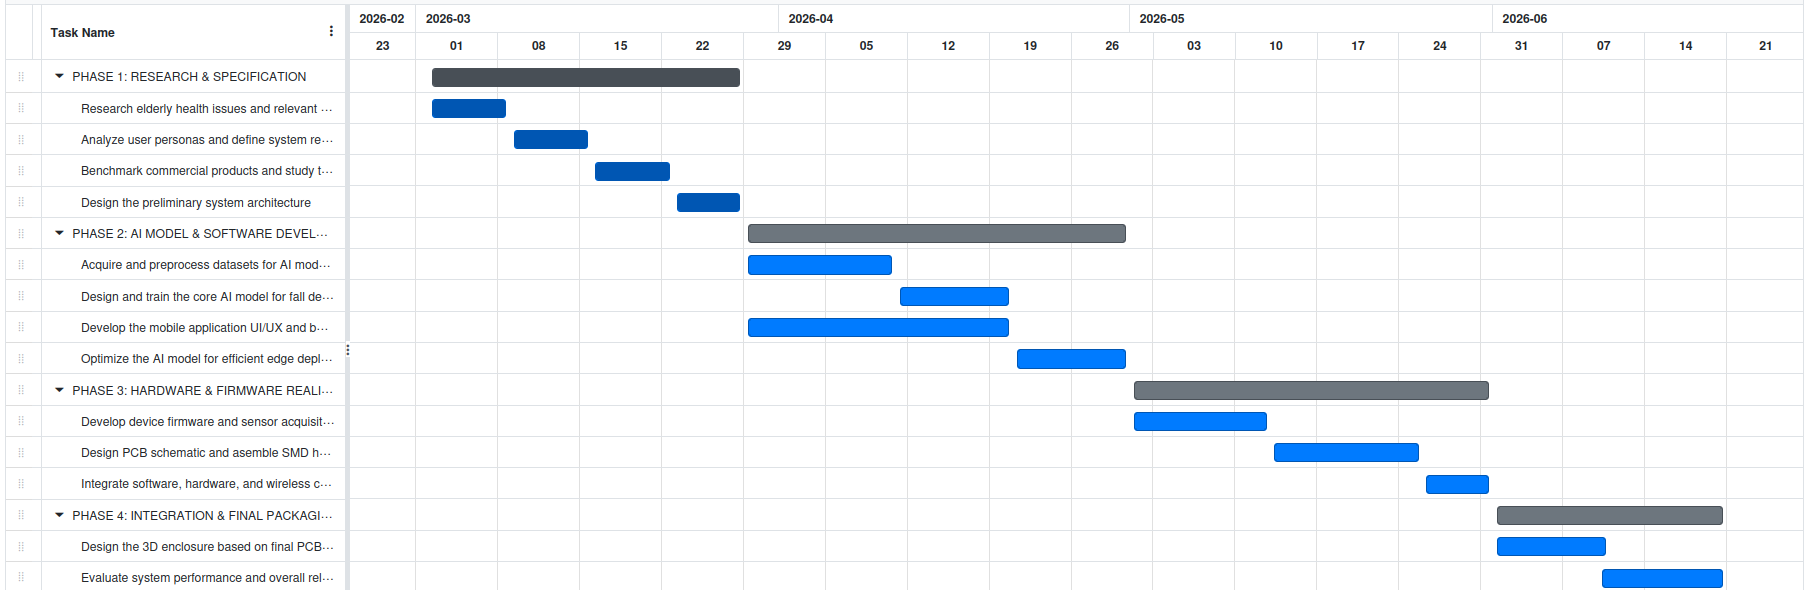 2026-02 2026-03 2026-04 2026-05 2026-06
Task Name
23 01 08 15 22 29 05 12 19 26 03 10 17 24 31 07 14 21
PHASE 1: RESEARCH & SPECIFICATION
Research elderly health issues and relevant ...
Analyze user personas and define system re...
Benchmark commercial products and study t...
Design the preliminary system architecture
PHASE 2: AI MODEL & SOFTWARE DEVEL...
Acquire and preprocess datasets for AI mod...
Design and train the core AI model for fall de...
Develop the mobile application UI/UX and b...
Optimize the AI model for efficient edge depl...
PHASE 3: HARDWARE & FIRMWARE REALI...
Develop device firmware and sensor acquisit...
Design PCB schematic and asemble SMD h...
Integrate software, hardware, and wireless c...
PHASE 4: INTEGRATION & FINAL PACKAGI...
Design the 3D enclosure based on final PCB...
Evaluate system performance and overall rel...